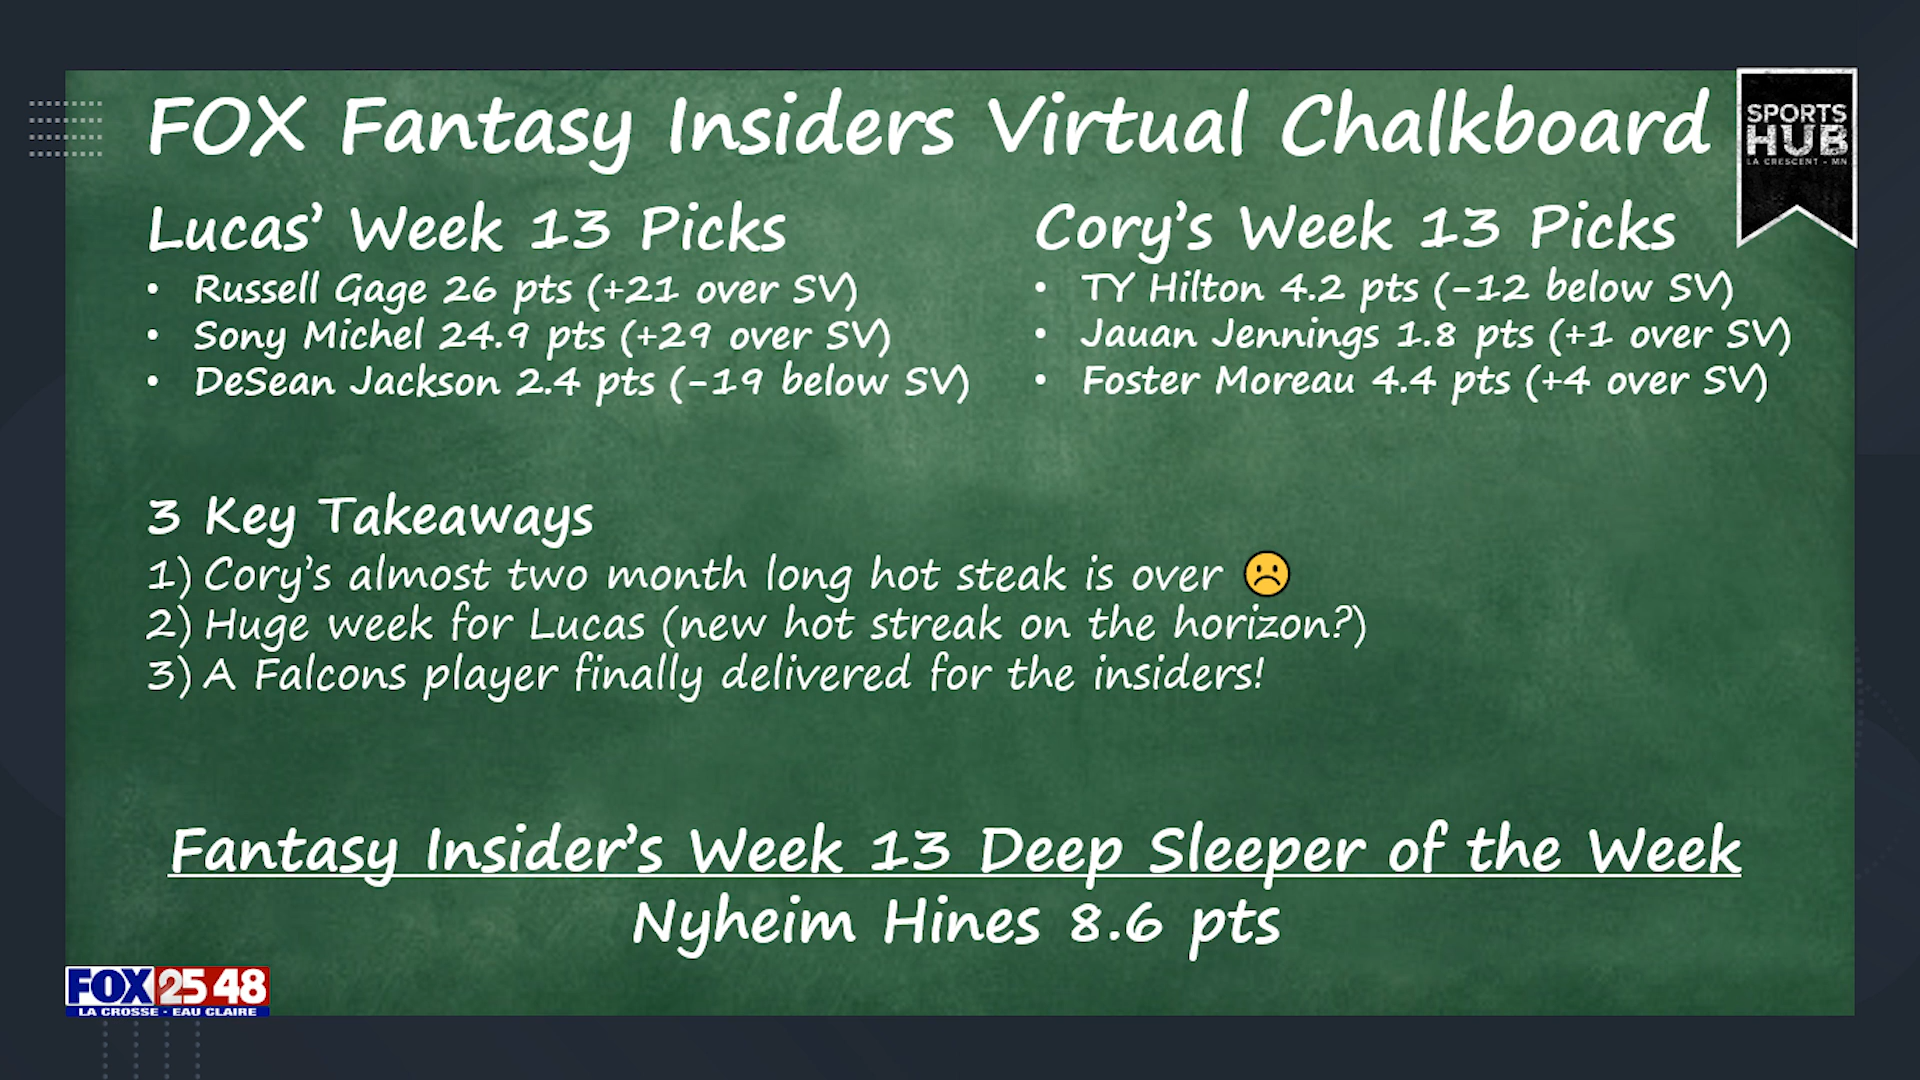 FOX Fantasy Insiders Virtual Chalkboard
SPORTS
HUB
LA CRESCENT - MN
Lucas’ Week 13 Picks
• Russell Gage 26 pts (+21 over SV)
• Sony Michel 24.9 pts (+29 over SV)
• DeSean Jackson 2.4 pts (-19 below SV)
Cory’s Week 13 Picks
• TY Hilton 4.2 pts (-12 below SV)
• Jauan Jennings 1.8 pts (+1 over SV)
• Foster Moreau 4.4 pts (+4 over SV)
3 Key Takeaways
1) Cory’s almost two month long hot steak is over ☹
2) Huge week for Lucas (new hot streak on the horizon?)
3) A Falcons player finally delivered for the insiders!
Fantasy Insider’s Week 13 Deep Sleeper of the Week
Nyheim Hines 8.6 pts
FOX 25 48
LA CROSSE - EAU CLAIRE